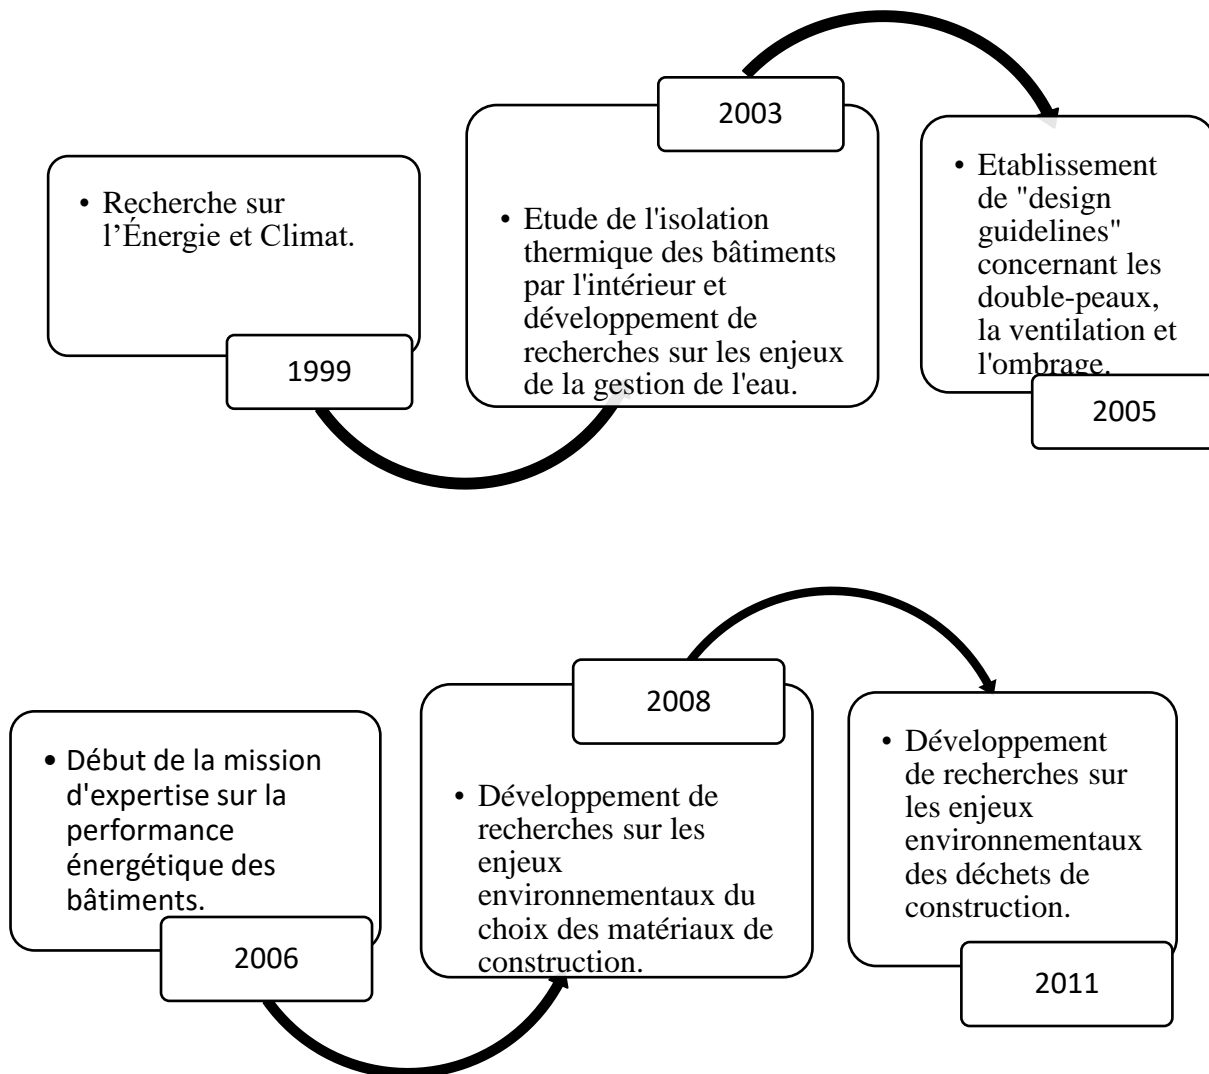 • Recherche sur
l’Énergie et Climat.
1999
2003
• Etude de l'isolation
thermique des bâtiments
par l'intérieur et
développement de
recherches sur les enjeux
de la gestion de l'eau.
• Etablissement
de "design
guidelines"
concernant les
double-peaux,
la ventilation et
l'ombrage.
2005
• Début de la mission
d'expertise sur la
performance
énergétique des
bâtiments.
2006
2008
• Développement de
recherches sur les
enjeux
environnementaux du
choix des matériaux de
construction.
• Développement
de recherches sur
les enjeux
environnementaux
des déchets de
construction.
2011